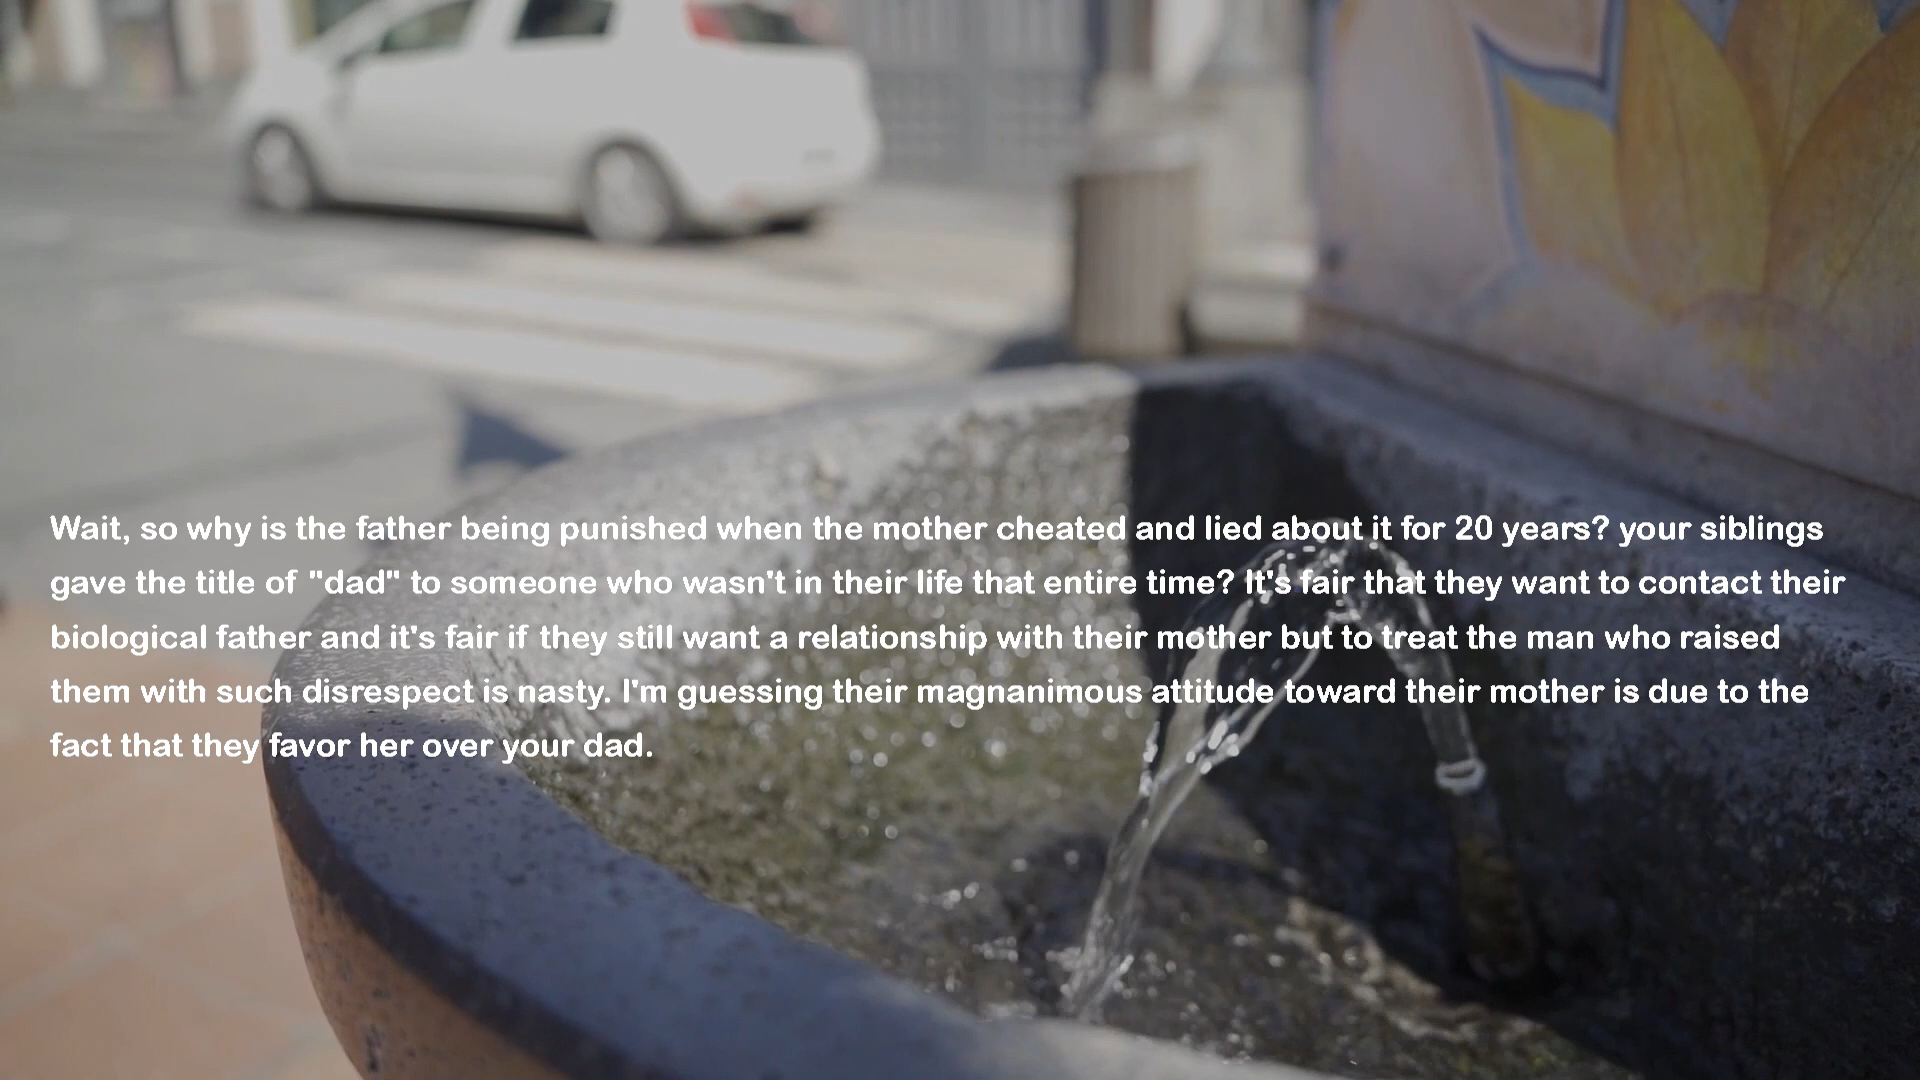 Wait, so why is the father being punished when the mother cheated and lied about it for 20 years? your siblings
gave the title of "dad" to someone who wasn't in their life that entire time? It's fair that they want to contact their
biological father and it's fair if they still want a relationship with their mother but to treat the man who raised
them with such disrespect is nasty. I'm guessing their magnanimous attitude toward their mother is due to the
fact that they favor her over your dad.